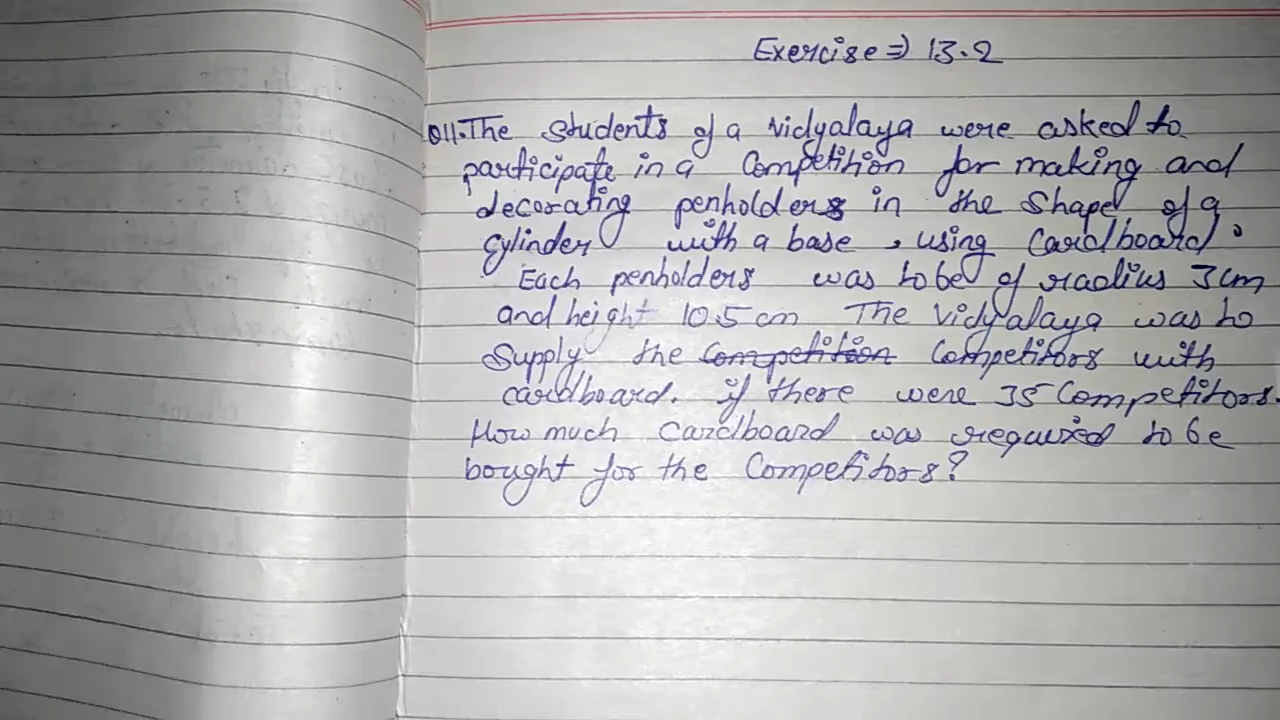 Exercise ⇒ 13.2
Q11. The students of a vidyalaya were asked to
participate in a Competition for making and
decorating penholders in the shape of a
cylinder with a base, using Cardboard.
Each penholders was to be of radius 3cm
and height 10.5 cm The vidyalaya was to
Supply the competition Competitors with
cardboard. if there were 35 Competitors.
How much cardboard was required to be
bought for the Competitors?